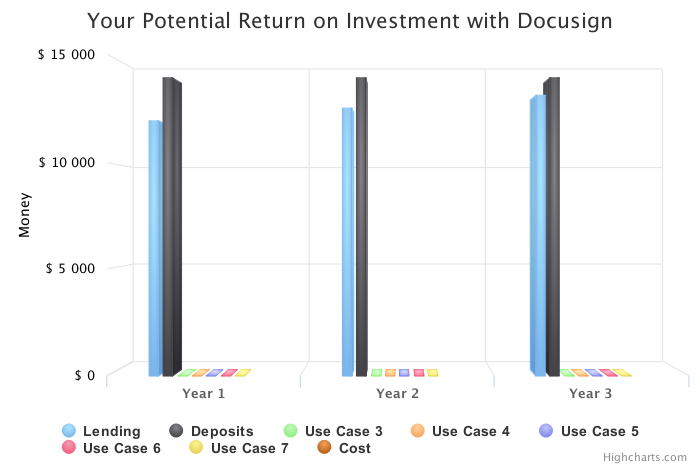 Your Potential Return on Investment with Docusign
$ 15 000
$ 10 000
Money
$ 5 000
$ 0
Year 1 Year 2 Year 3
Lending Deposits Use Case 3 Use Case 4 Use Case 5
Use Case 6 Use Case 7 Cost
Highcharts.com